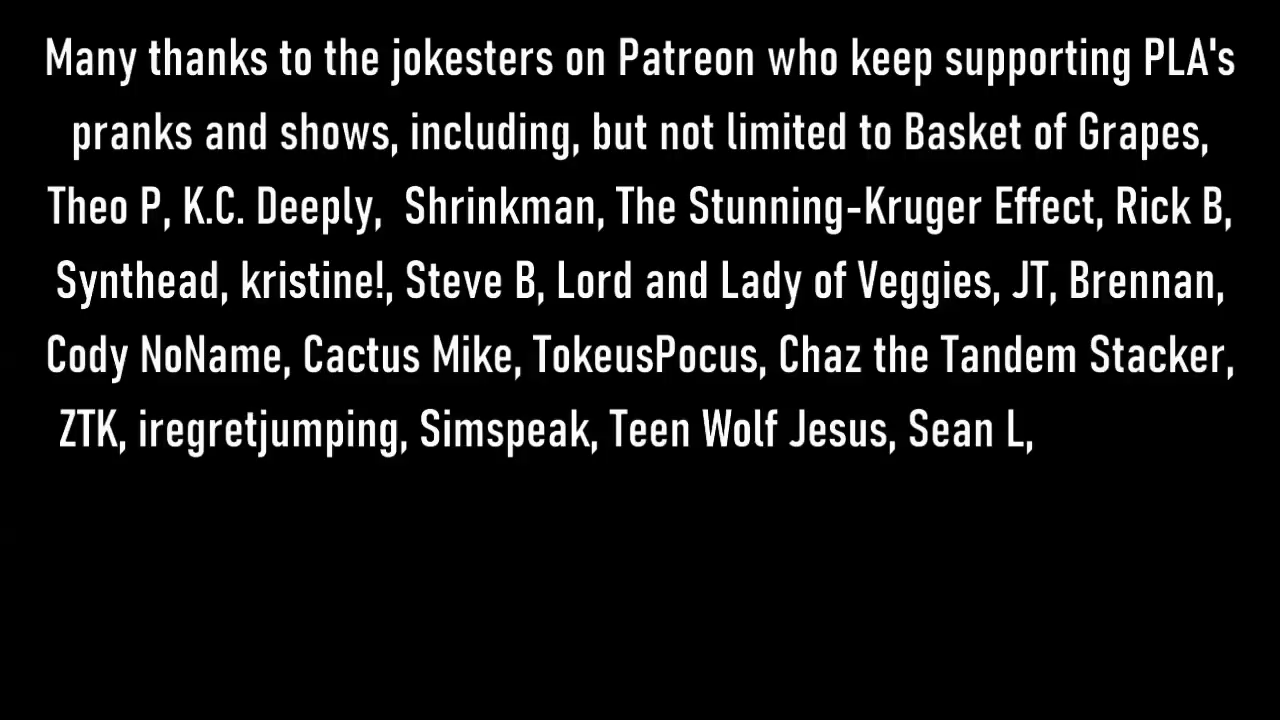 Many thanks to the jokesters on Patreon who keep supporting PLA's
pranks and shows, including, but not limited to Basket of Grapes,
Theo P, K.C. Deeply,  Shrinkman, The Stunning-Kruger Effect, Rick B,
Synthead, kristine!, Steve B, Lord and Lady of Veggies, JT, Brennan,
Cody NoName, Cactus Mike, TokeusPocus, Chaz the Tandem Stacker,
ZTK, iregretjumping, Simspeak, Teen Wolf Jesus, Sean L,